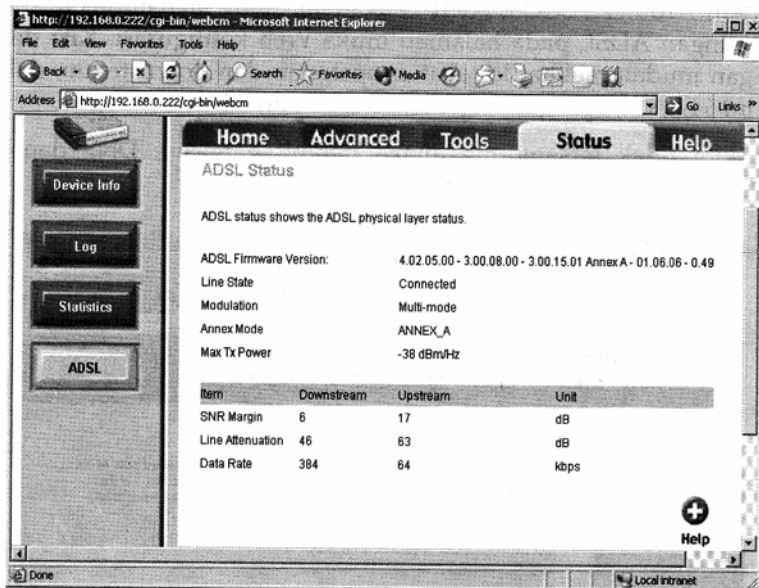 http://192.168.0.222/cgi-bin/webcm - Microsoft Internet Explorer
File Edit View Favorites Tools Help
Back Search Favorites Media
Address http://192.168.0.222/cgi-bin/webcm Go Links »
Home Advanced Tools Status Help
Device Info
Log
Statistics
ADSL
ADSL Status
ADSL status shows the ADSL physical layer status.
ADSL Firmware Version: 4.02.05.00 - 3.00.08.00 - 3.00.15.01 Annex A - 01.06.06 - 0.49
Line State Connected
Modulation Multi-mode
Annex Mode ANNEX_A
Max Tx Power -38 dBm/Hz
Item Downstream Upstream Unit
SNR Margin 6 17 dB
Line Attenuation 46 63 dB
Data Rate 384 64 kbps
Help
Done Local intranet